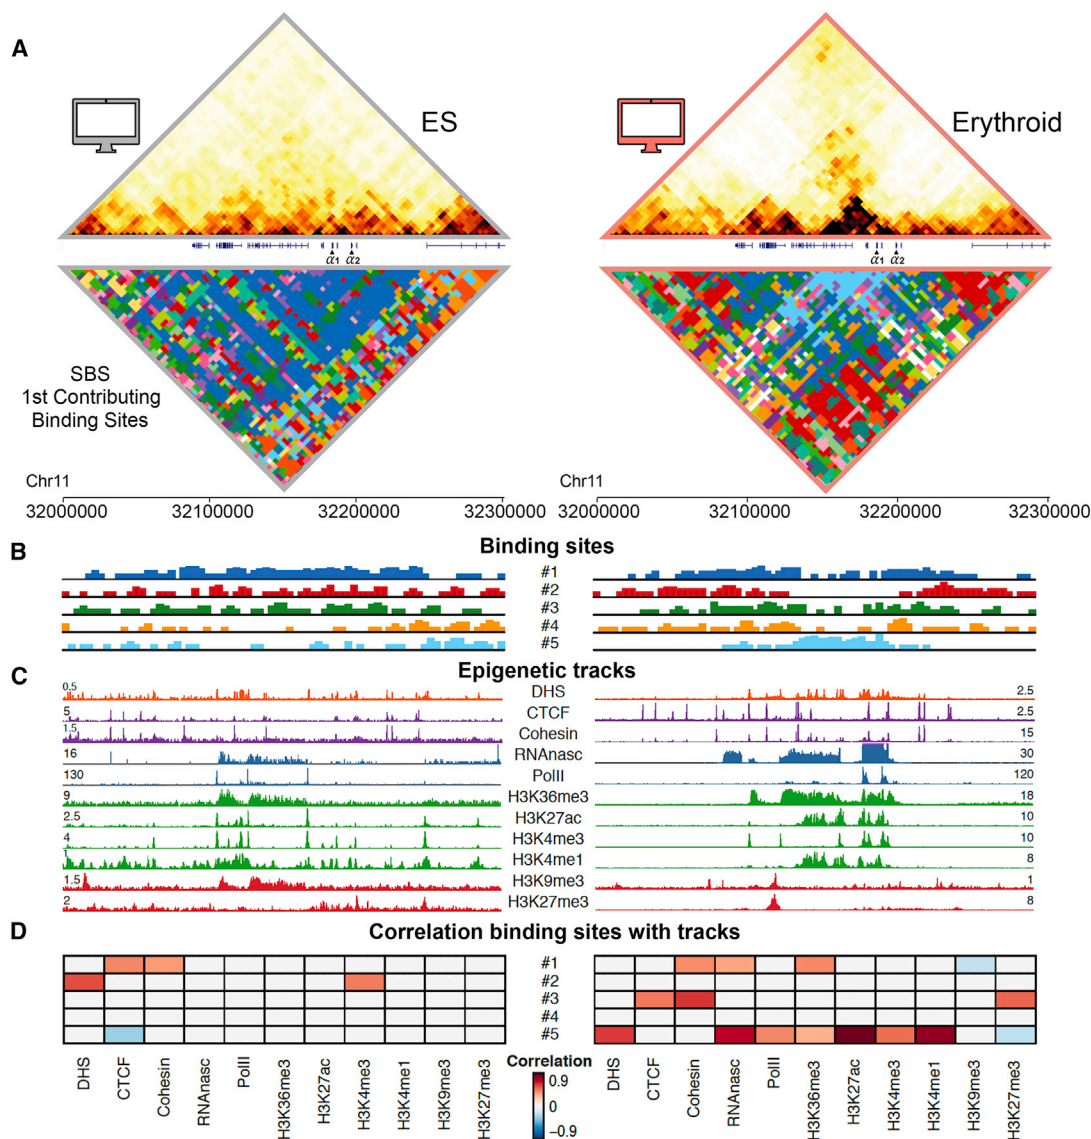 A
ES
Erythroid
α1 α2
α1 α2
SBS
1st Contributing
Binding Sites
Chr11
Chr11
32000000 32100000 32200000 32300000
32000000 32100000 32200000 32300000
B
Binding sites
#1
#2
#3
#4
#5
C
Epigenetic tracks
0.5 DHS 2.5
5 CTCF 2.5
1.5 Cohesin 15
16 RNAnasc 30
130 PolII 120
9 H3K36me3 18
2.5 H3K27ac 10
4 H3K4me3 10
1 H3K4me1 8
1.5 H3K9me3 1
2 H3K27me3 8
D
Correlation binding sites with tracks
#1
#2
#3
#4
#5
DHS CTCF Cohesin RNAnasc PolII H3K36me3 H3K27ac H3K4me3 H3K4me1 H3K9me3 H3K27me3
Correlation
0.9
0
−0.9
DHS CTCF Cohesin RNAnasc PolII H3K36me3 H3K27ac H3K4me3 H3K4me1 H3K9me3 H3K27me3